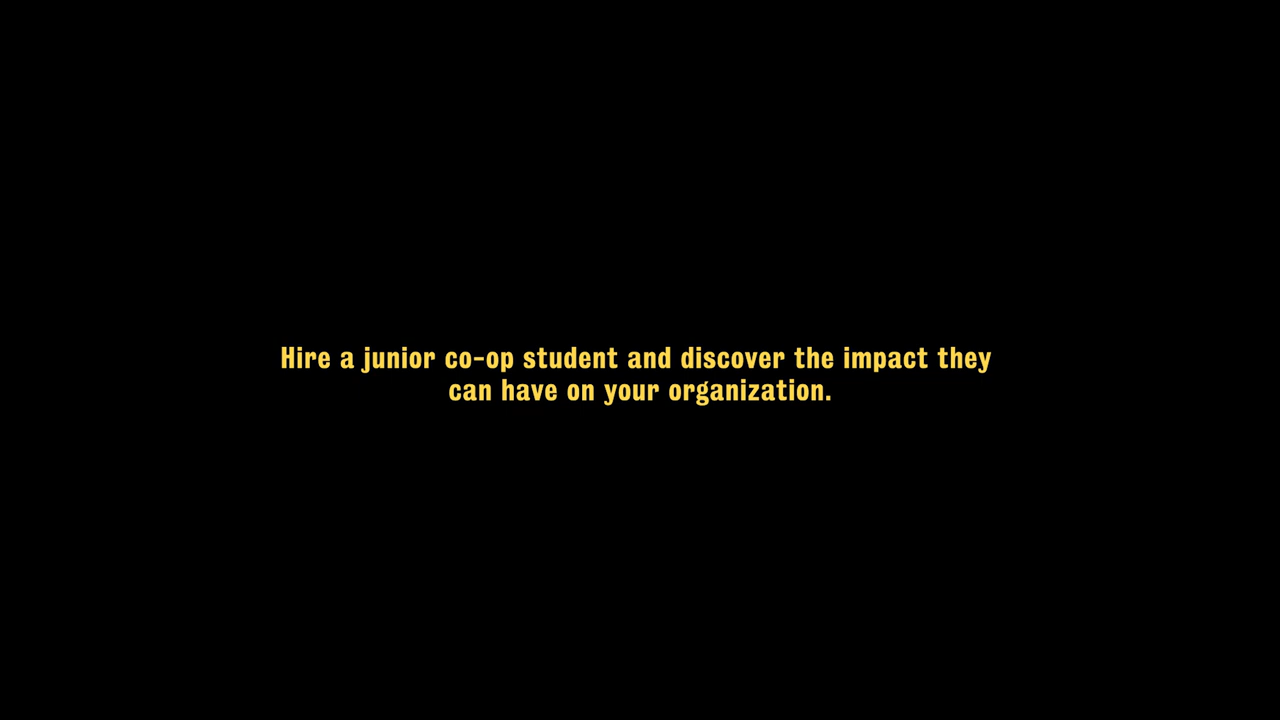 Hire a junior co-op student and discover the impact they
can have on your organization.